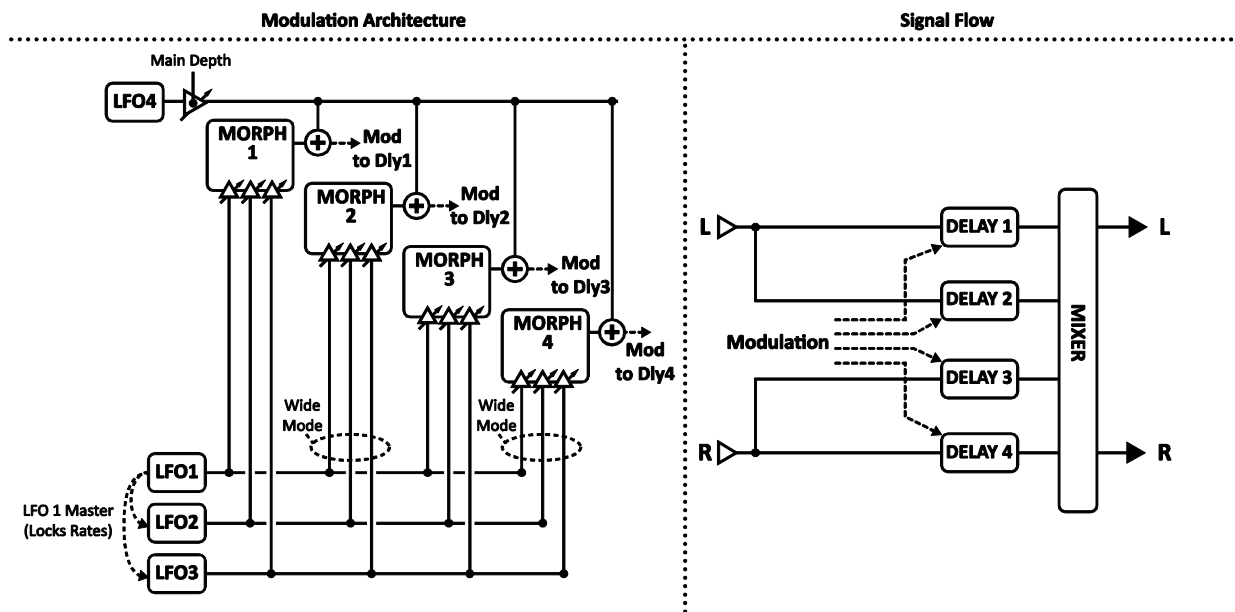 Modulation Architecture
Signal Flow
Main Depth
LFO4
MORPH
1
Mod
to Dly1
MORPH
2
Mod
to Dly2
MORPH
3
Mod
to Dly3
MORPH
4
Mod
to Dly4
Wide
Mode
Wide
Mode
LFO1
LFO 1 Master
(Locks Rates)
LFO2
LFO3
L
DELAY 1
L
DELAY 2
Modulation
MIXER
DELAY 3
R
DELAY 4
R